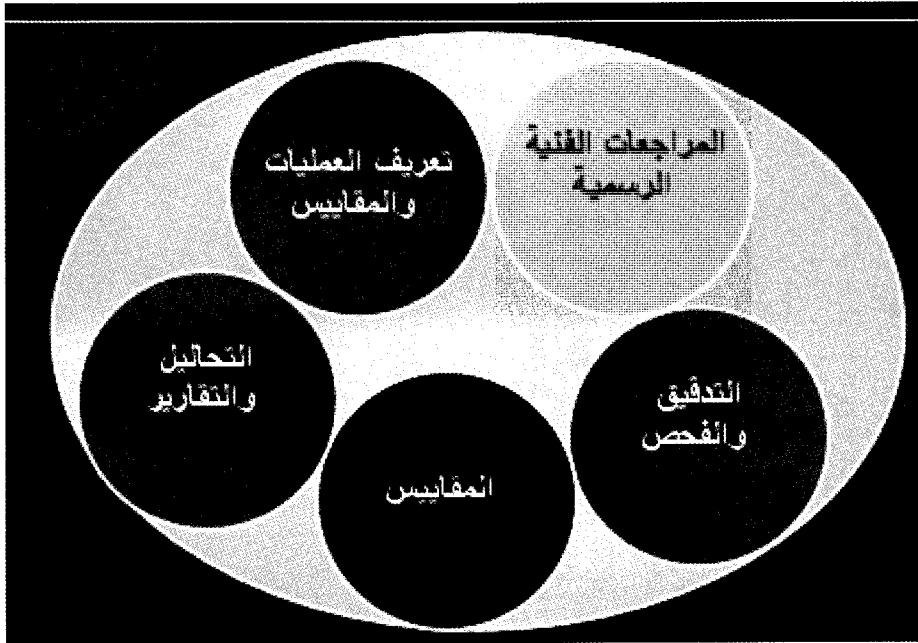 المراجعات الفنية
الرسمية
تعريف العمليات
والمقاييس
التحاليل
والتقارير
المقاييس
التدقيق
والفحص